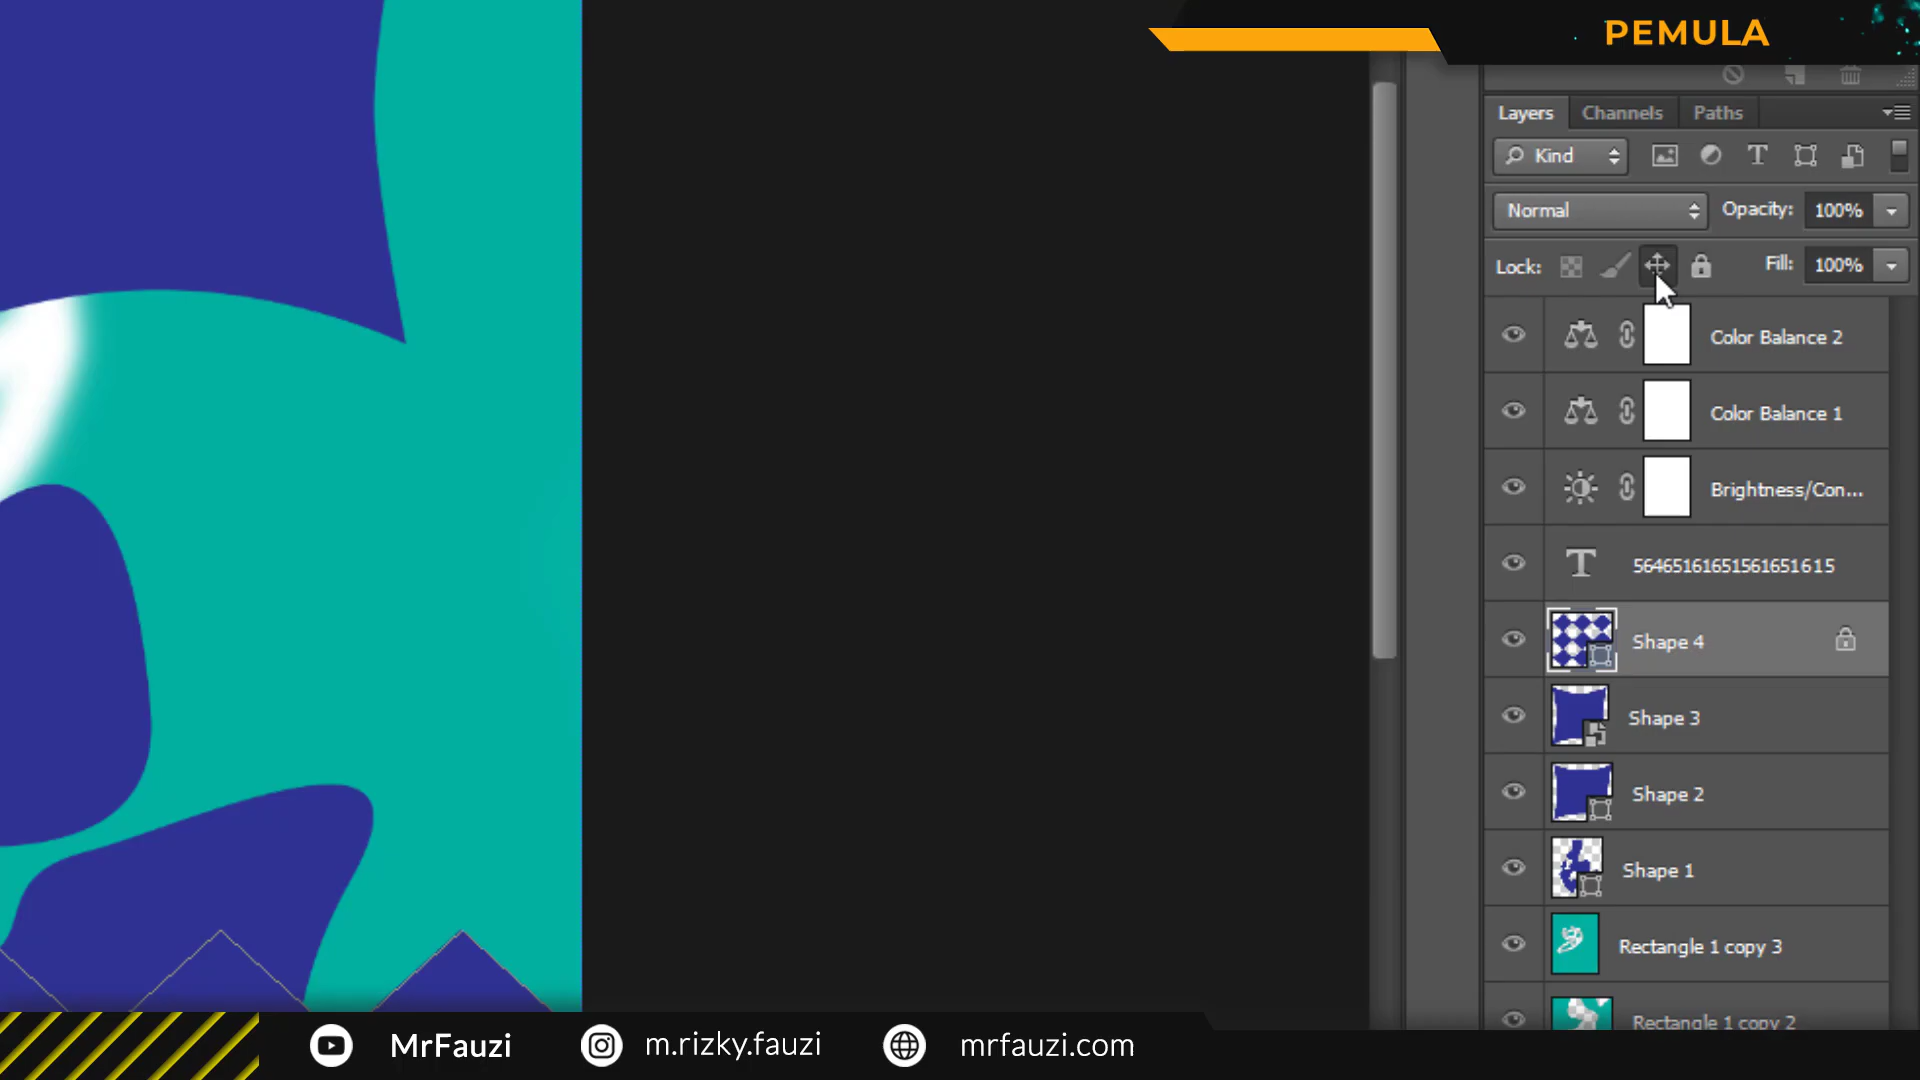 PEMULA
Layers Channels Paths
Kind
Normal Opacity: 100%
Lock: Fill: 100%
Color Balance 2
Color Balance 1
Brightness/Con...
56465161651561651615
Shape 4
Shape 3
Shape 2
Shape 1
Rectangle 1 copy 3
Rectangle 1 copy 2
MrFauzi m.rizky.fauzi mrfauzi.com